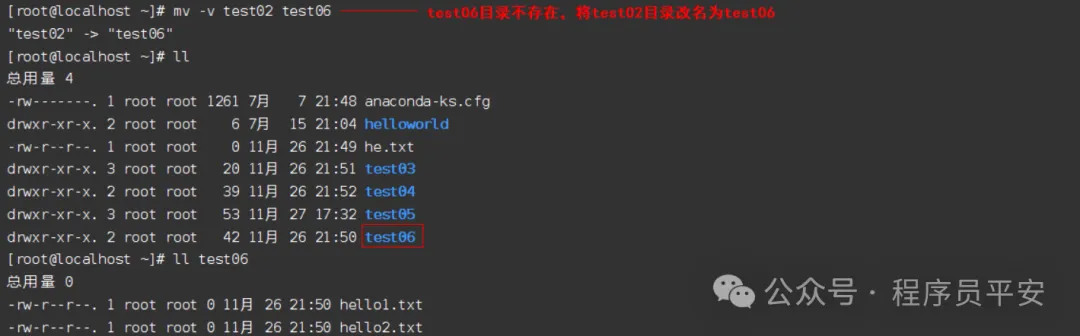 [root@localhost ~]# mv -v test02 test06 test06目录不存在，将test02目录改名为test06
"test02" -> "test06"
[root@localhost ~]# ll
总用量 4
-rw-------. 1 root root 1261 7月   7 21:48 anaconda-ks.cfg
drwxr-xr-x. 2 root root    6 7月  15 21:04 helloworld
-rw-r--r--. 1 root root    0 11月 26 21:49 he.txt
drwxr-xr-x. 3 root root   20 11月 26 21:51 test03
drwxr-xr-x. 2 root root   39 11月 26 21:52 test04
drwxr-xr-x. 3 root root   53 11月 27 17:32 test05
drwxr-xr-x. 2 root root   42 11月 26 21:50 test06
[root@localhost ~]# ll test06
总用量 0
-rw-r--r--. 1 root root 0 11月 26 21:50 hello1.txt
-rw-r--r--. 1 root root 0 11月 26 21:50 hello2.txt
公众号 · 程序员平安